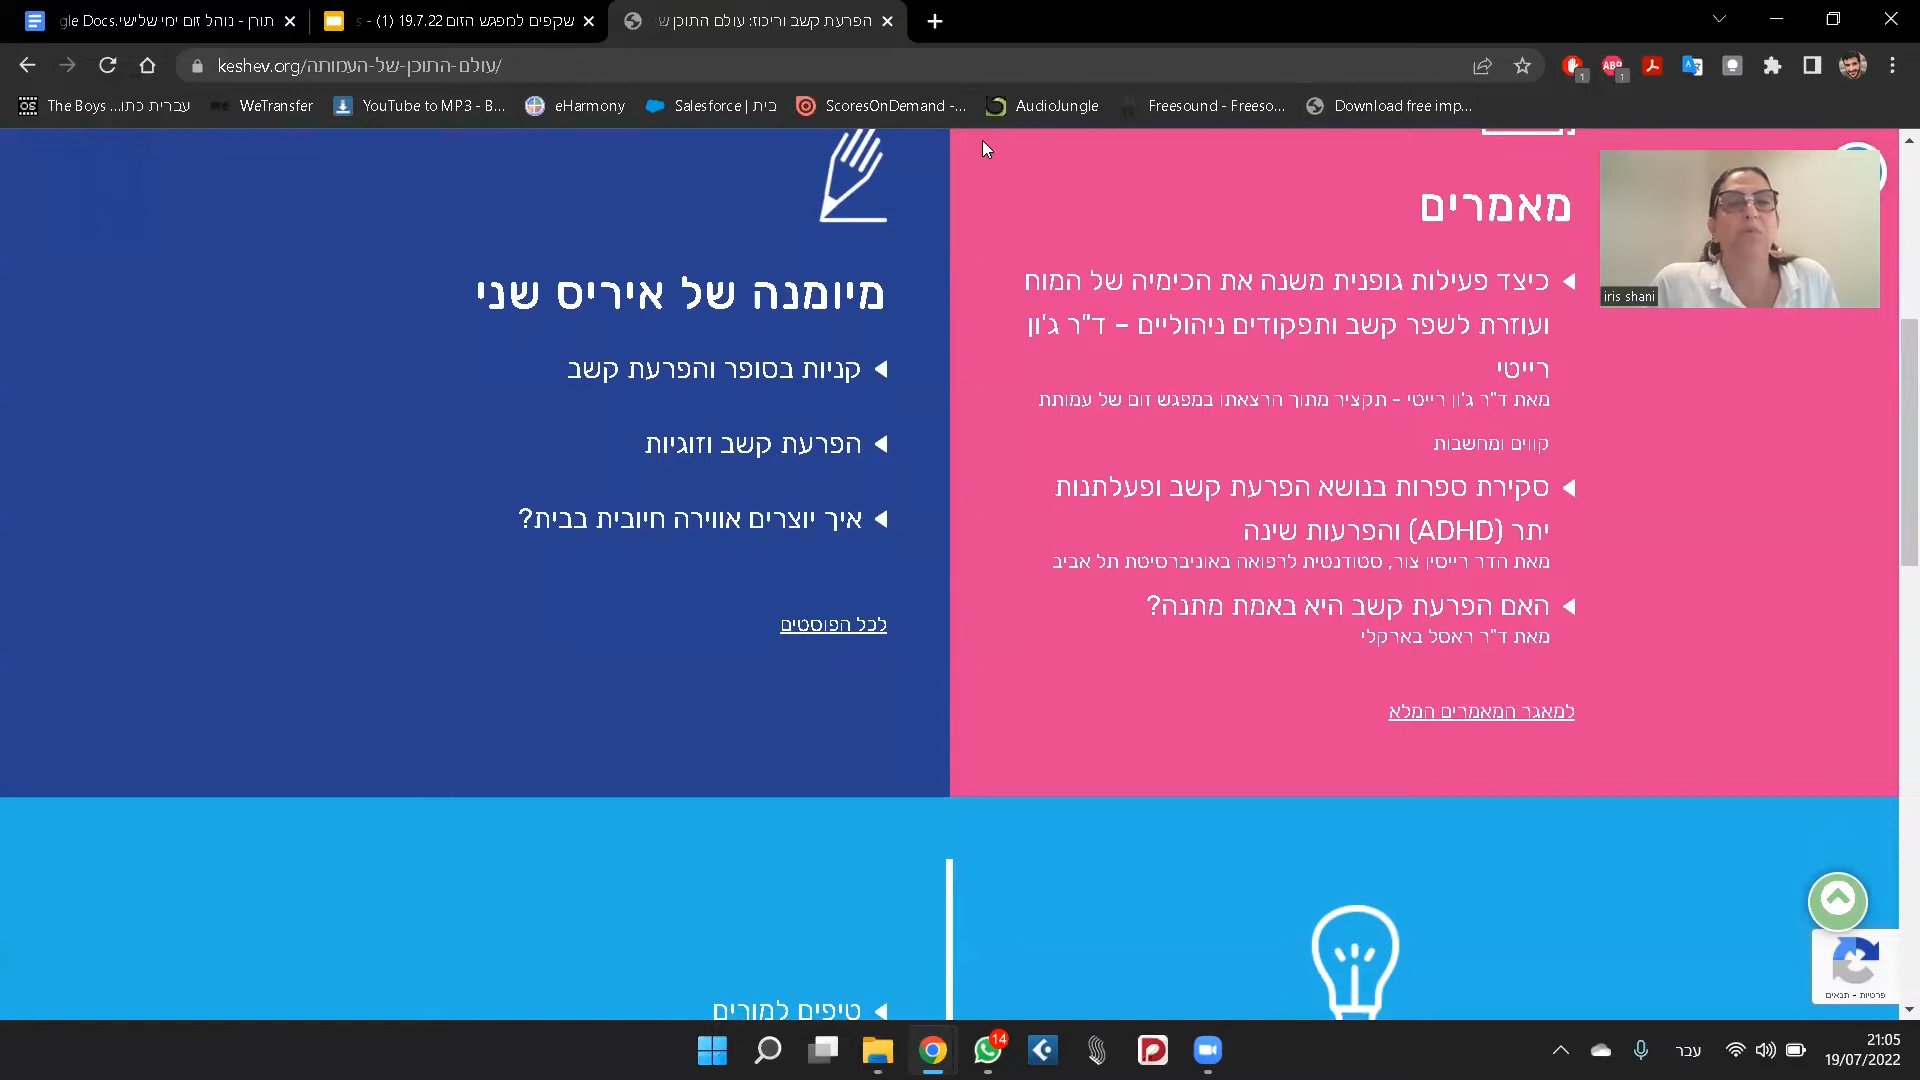 תורן - נוהל זום ימי שלישי.gle Docs
שקפים למפגש הזום 19.7.22 (1) - s
הפרעת קשב וריכוז: עולם התוכן ש
keshev.org/עולם-התוכן-של-העמותה/
The Boys ...עברית כתו
WeTransfer
YouTube to MP3 - B...
eHarmony
Salesforce | בית
ScoresOnDemand -...
AudioJungle
Freesound - Freeso...
Download free imp...
iris shani
מאמרים
כיצד פעילות גופנית משנה את הכימיה של המוח
ועוזרת לשפר קשב ותפקודים ניהוליים – ד"ר ג'ון
רייטי
מאת ד"ר ג'ון רייטי - תקציר מתוך הרצאתו במפגש זום של עמותת
קווים ומחשבות
סקירת ספרות בנושא הפרעת קשב ופעלתנות
יתר (ADHD) והפרעות שינה
מאת הדר רייסין צור, סטודנטית לרפואה באוניברסיטת תל אביב
האם הפרעת קשב היא באמת מתנה?
מאת ד"ר ראסל בארקלי
למאגר המאמרים המלא
מיומנה של איריס שני
קניות בסופר והפרעת קשב
הפרעת קשב וזוגיות
איך יוצרים אווירה חיובית בבית?
לכל הפוסטים
טיפים למורים
פרטיות - תנאים
14
עבר
21:05
19/07/2022